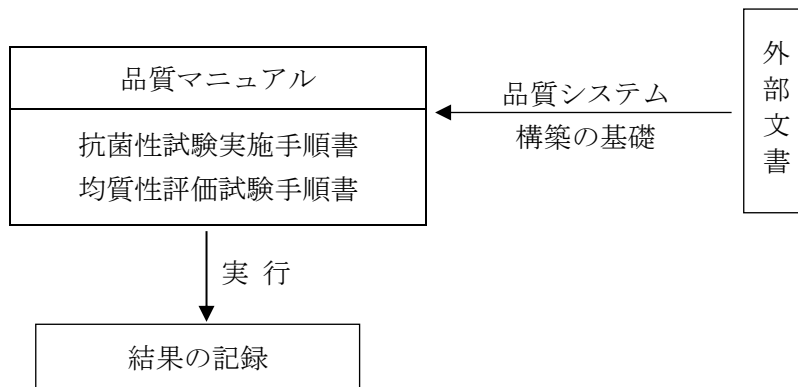 品質マニュアル
抗菌性試験実施手順書
均質性評価試験手順書
品質システム
構築の基礎
外部文書
実 行
結果の記録